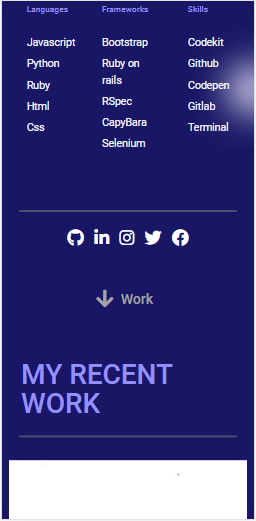 Languages
Javascript
Python
Ruby
Html
Css
Frameworks
Bootstrap
Ruby on
rails
RSpec
CapyBara
Selenium
Skills
Codekit
Github
Codepen
Gitlab
Terminal
Work
MY RECENT
WORK